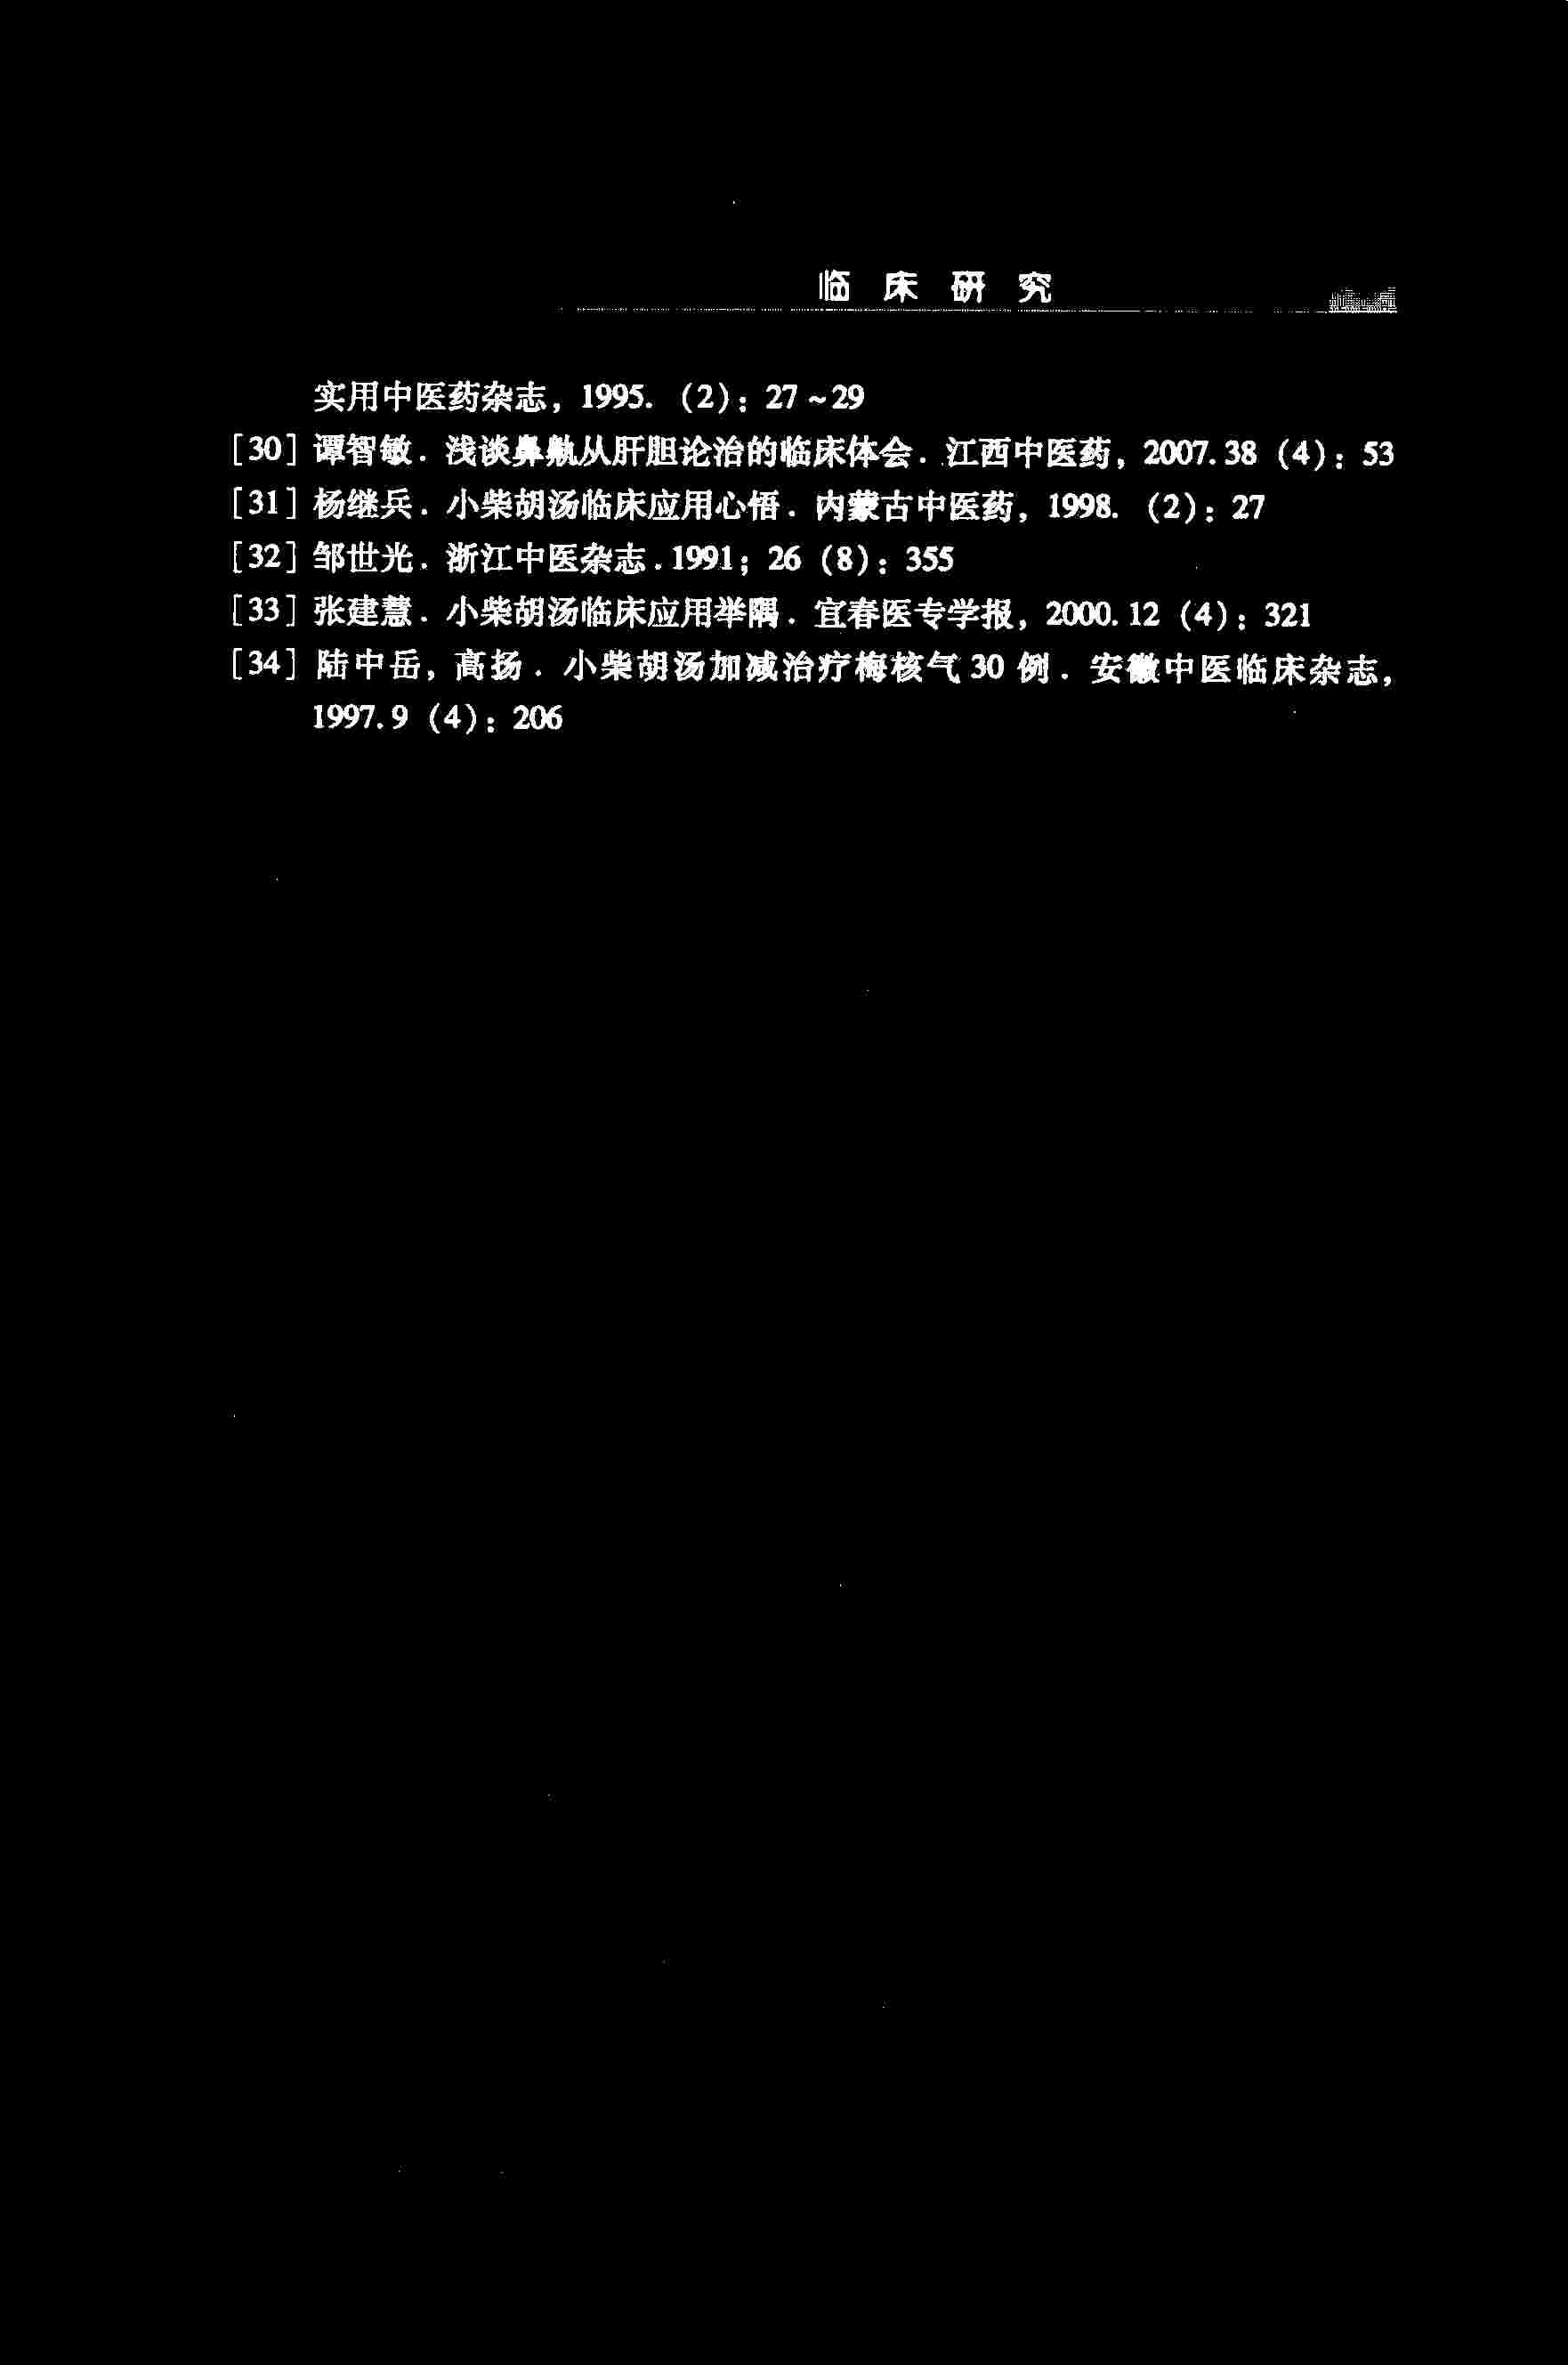 临床研究
实用中医药杂志，1995.（2）：27~29
[30] 谭智敏．浅谈鼻鼽从肝胆论治的临床体会．江西中医药，2007.38（4）：53
[31] 杨继兵．小柴胡汤临床应用心悟．内蒙古中医药，1998.（2）：27
[32] 邹世光．浙江中医杂志．1991；26（8）：355
[33] 张建慧．小柴胡汤临床应用举隅．宜春医专学报，2000.12（4）：321
[34] 陆中岳，高扬．小柴胡汤加减治疗梅核气 30 例．安徽中医临床杂志，
1997.9（4）：206